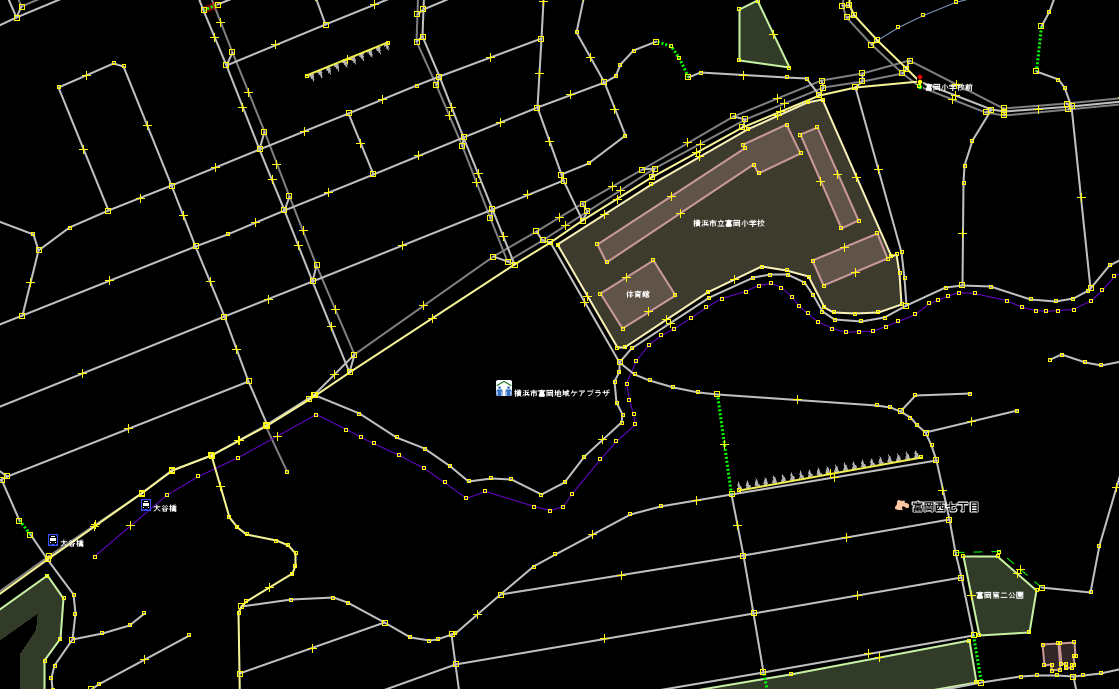 富岡小学校前
横浜市立富岡小学校
体育館
横浜市富岡地域ケアプラザ
富岡西七丁目
大谷橋
大谷橋
富岡第二公園